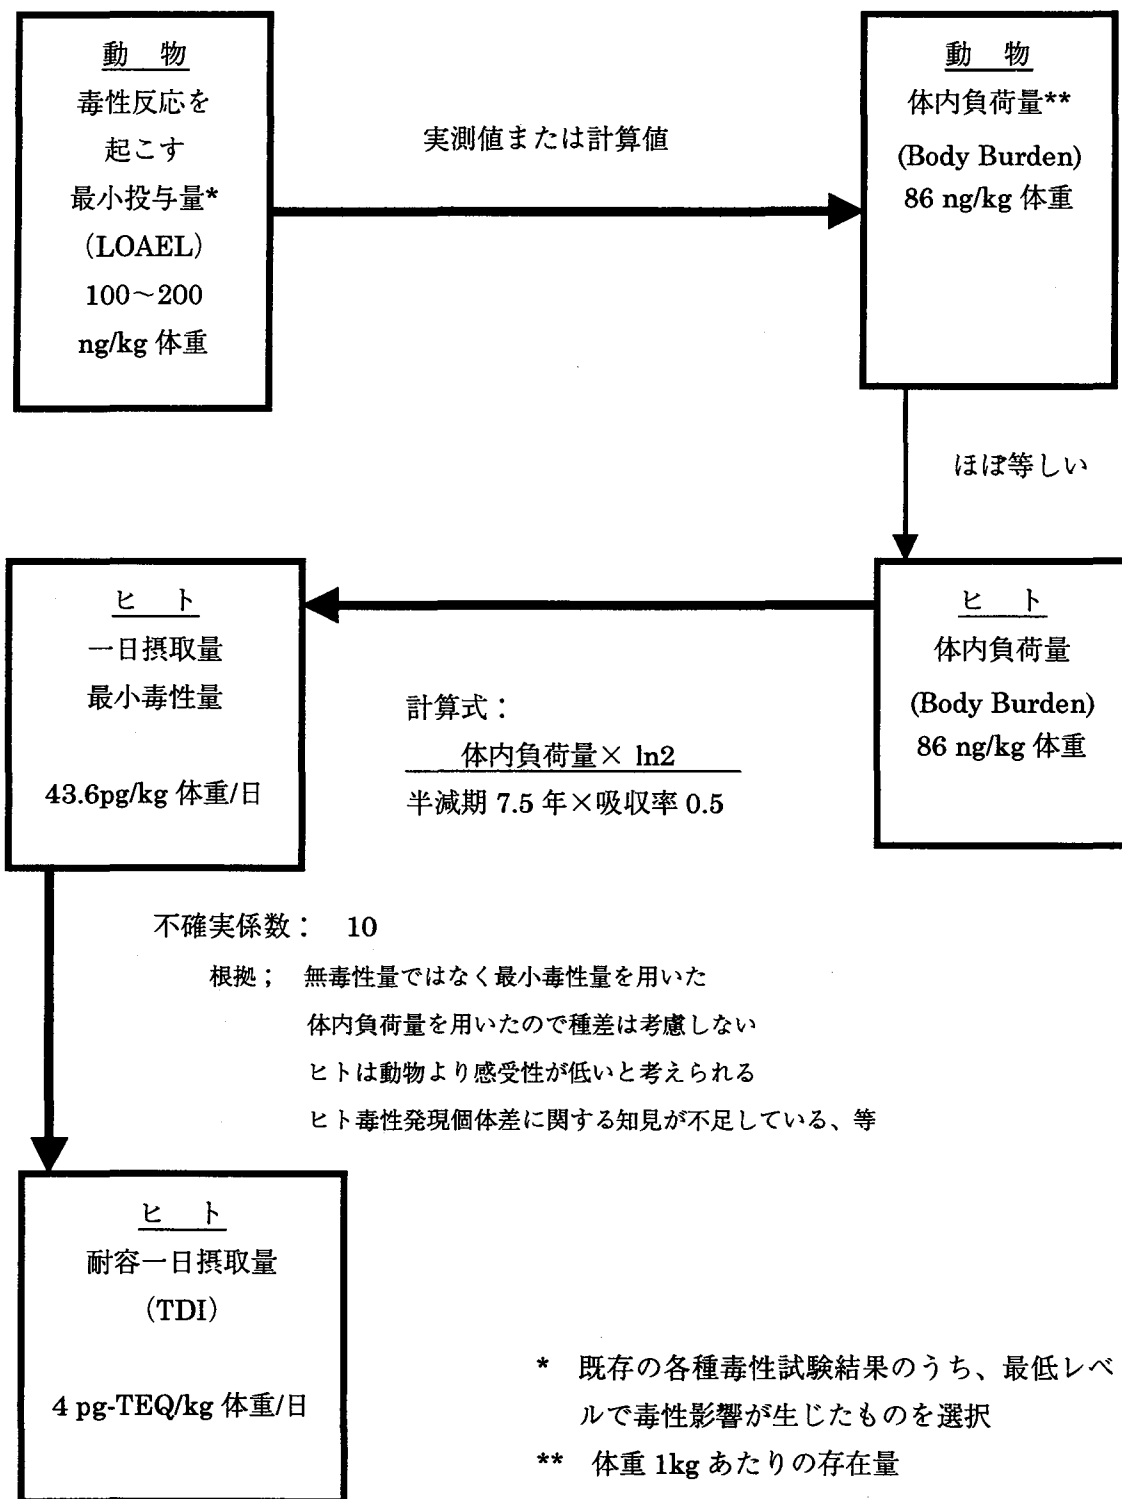 動　物
毒性反応を
起こす
最小投与量*
（LOAEL）
100～200
ng/kg 体重
実測値または計算値
動　物
体内負荷量**
(Body Burden)
86 ng/kg 体重
ほぼ等しい
ヒ　ト
体内負荷量
(Body Burden)
86 ng/kg 体重
計算式：
体内負荷量× ln2
半減期 7.5 年×吸収率 0.5
ヒ　ト
一日摂取量
最小毒性量
43.6pg/kg 体重/日
不確実係数：　10
根拠；　無毒性量ではなく最小毒性量を用いた
体内負荷量を用いたので種差は考慮しない
ヒトは動物より感受性が低いと考えられる
ヒト毒性発現個体差に関する知見が不足している、等
ヒ　ト
耐容一日摂取量
（TDI）
4 pg-TEQ/kg 体重/日
*　既存の各種毒性試験結果のうち、最低レベ
ルで毒性影響が生じたものを選択
**　体重 1kg あたりの存在量